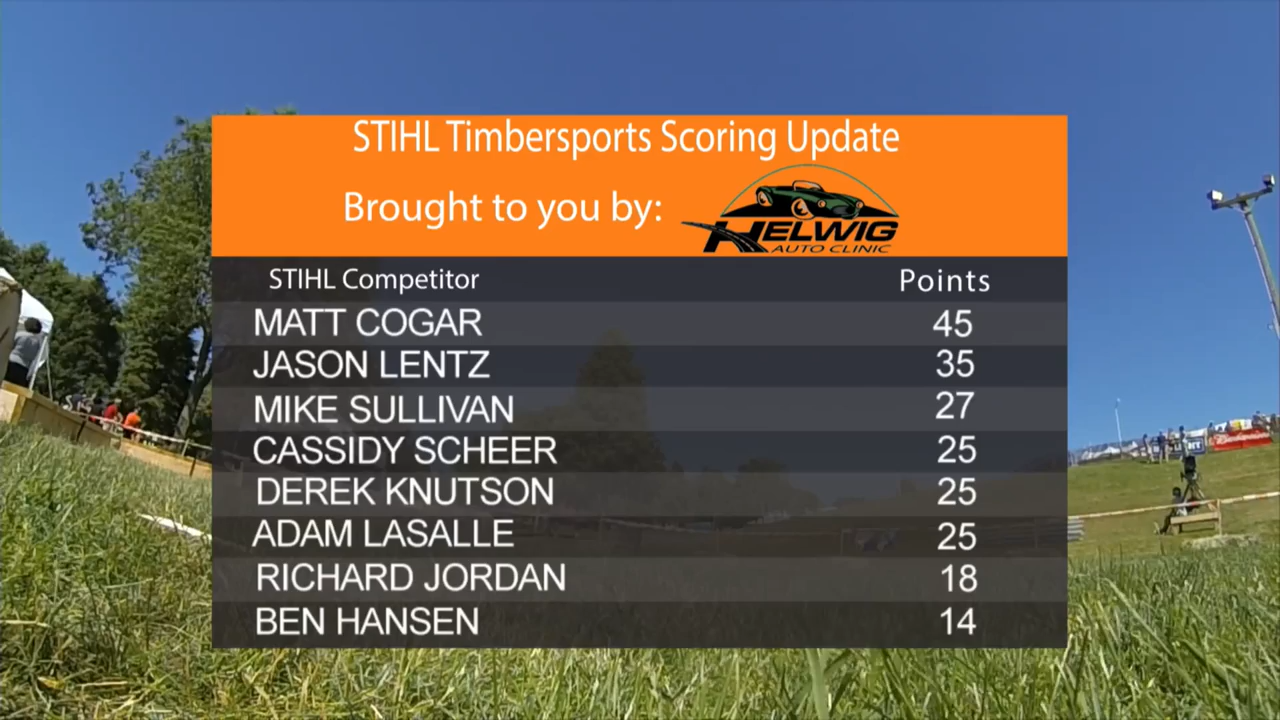 STIHL Timbersports Scoring Update
Brought to you by:
HELWIG
AUTO CLINIC
STIHL Competitor Points
MATT COGAR 45
JASON LENTZ 35
MIKE SULLIVAN 27
CASSIDY SCHEER 25
DEREK KNUTSON 25
ADAM LASALLE 25
RICHARD JORDAN 18
BEN HANSEN 14
Budweiser